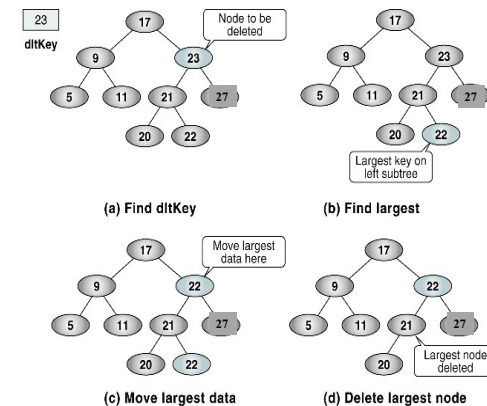 23
dltKey
17
Node to be
deleted
9
23
5
11
21
27
20
22
(a) Find dltKey
17
9
23
5
11
21
27
20
22
Largest key on
left subtree
(b) Find largest
17
Move largest
data here
9
22
5
11
21
27
20
22
(c) Move largest data
17
9
22
5
11
21
27
20
Largest node
deleted
(d) Delete largest node